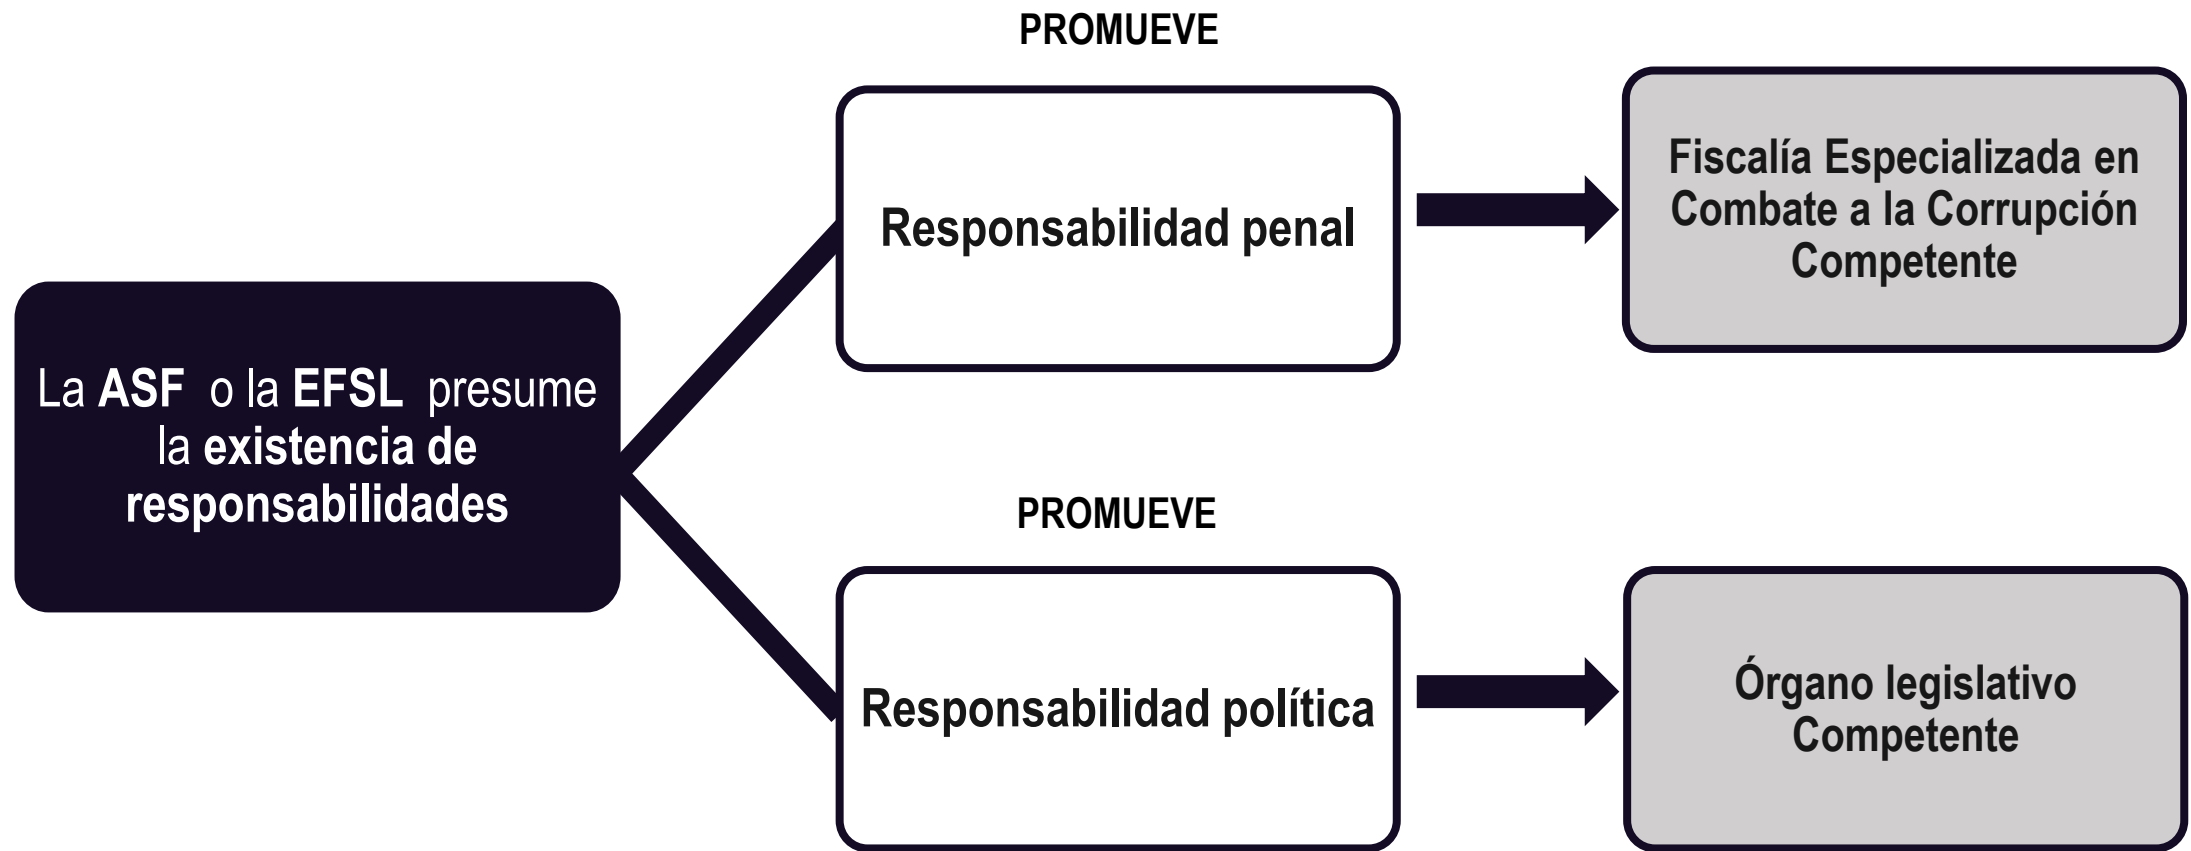 PROMUEVE
Responsabilidad penal
Fiscalía Especializada en
Combate a la Corrupción
Competente
La ASF o la EFSL presume
la existencia de
responsabilidades
PROMUEVE
Responsabilidad política
Órgano legislativo
Competente